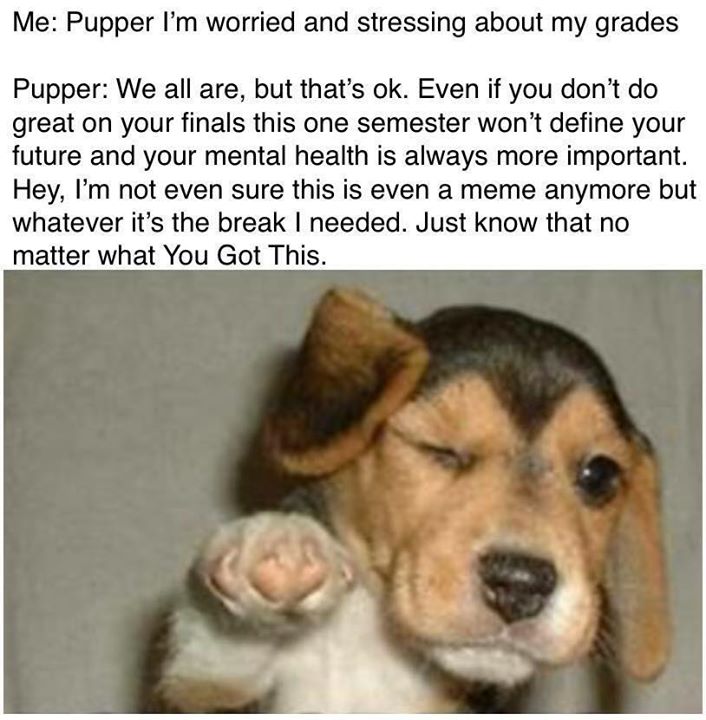 Me: Pupper I’m worried and stressing about my grades
Pupper: We all are, but that’s ok. Even if you don’t do
great on your finals this one semester won’t define your
future and your mental health is always more important.
Hey, I’m not even sure this is even a meme anymore but
whatever it’s the break I needed. Just know that no
matter what You Got This.